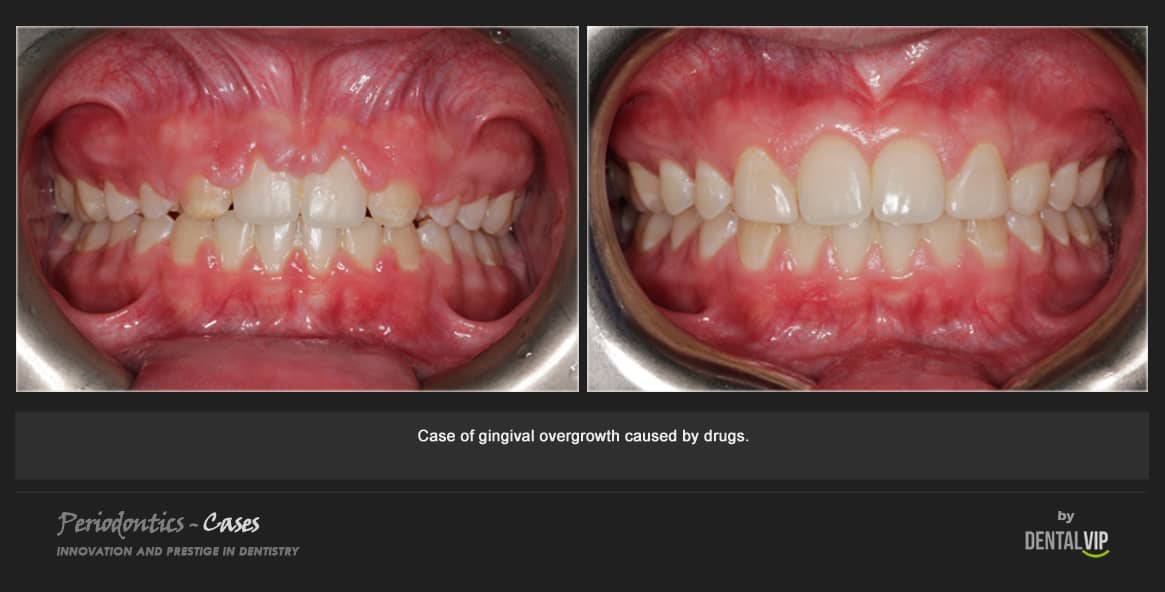 Case of gingival overgrowth caused by drugs.
Periodontics - Cases
INNOVATION AND PRESTIGE IN DENTISTRY
by
DENTALVIP